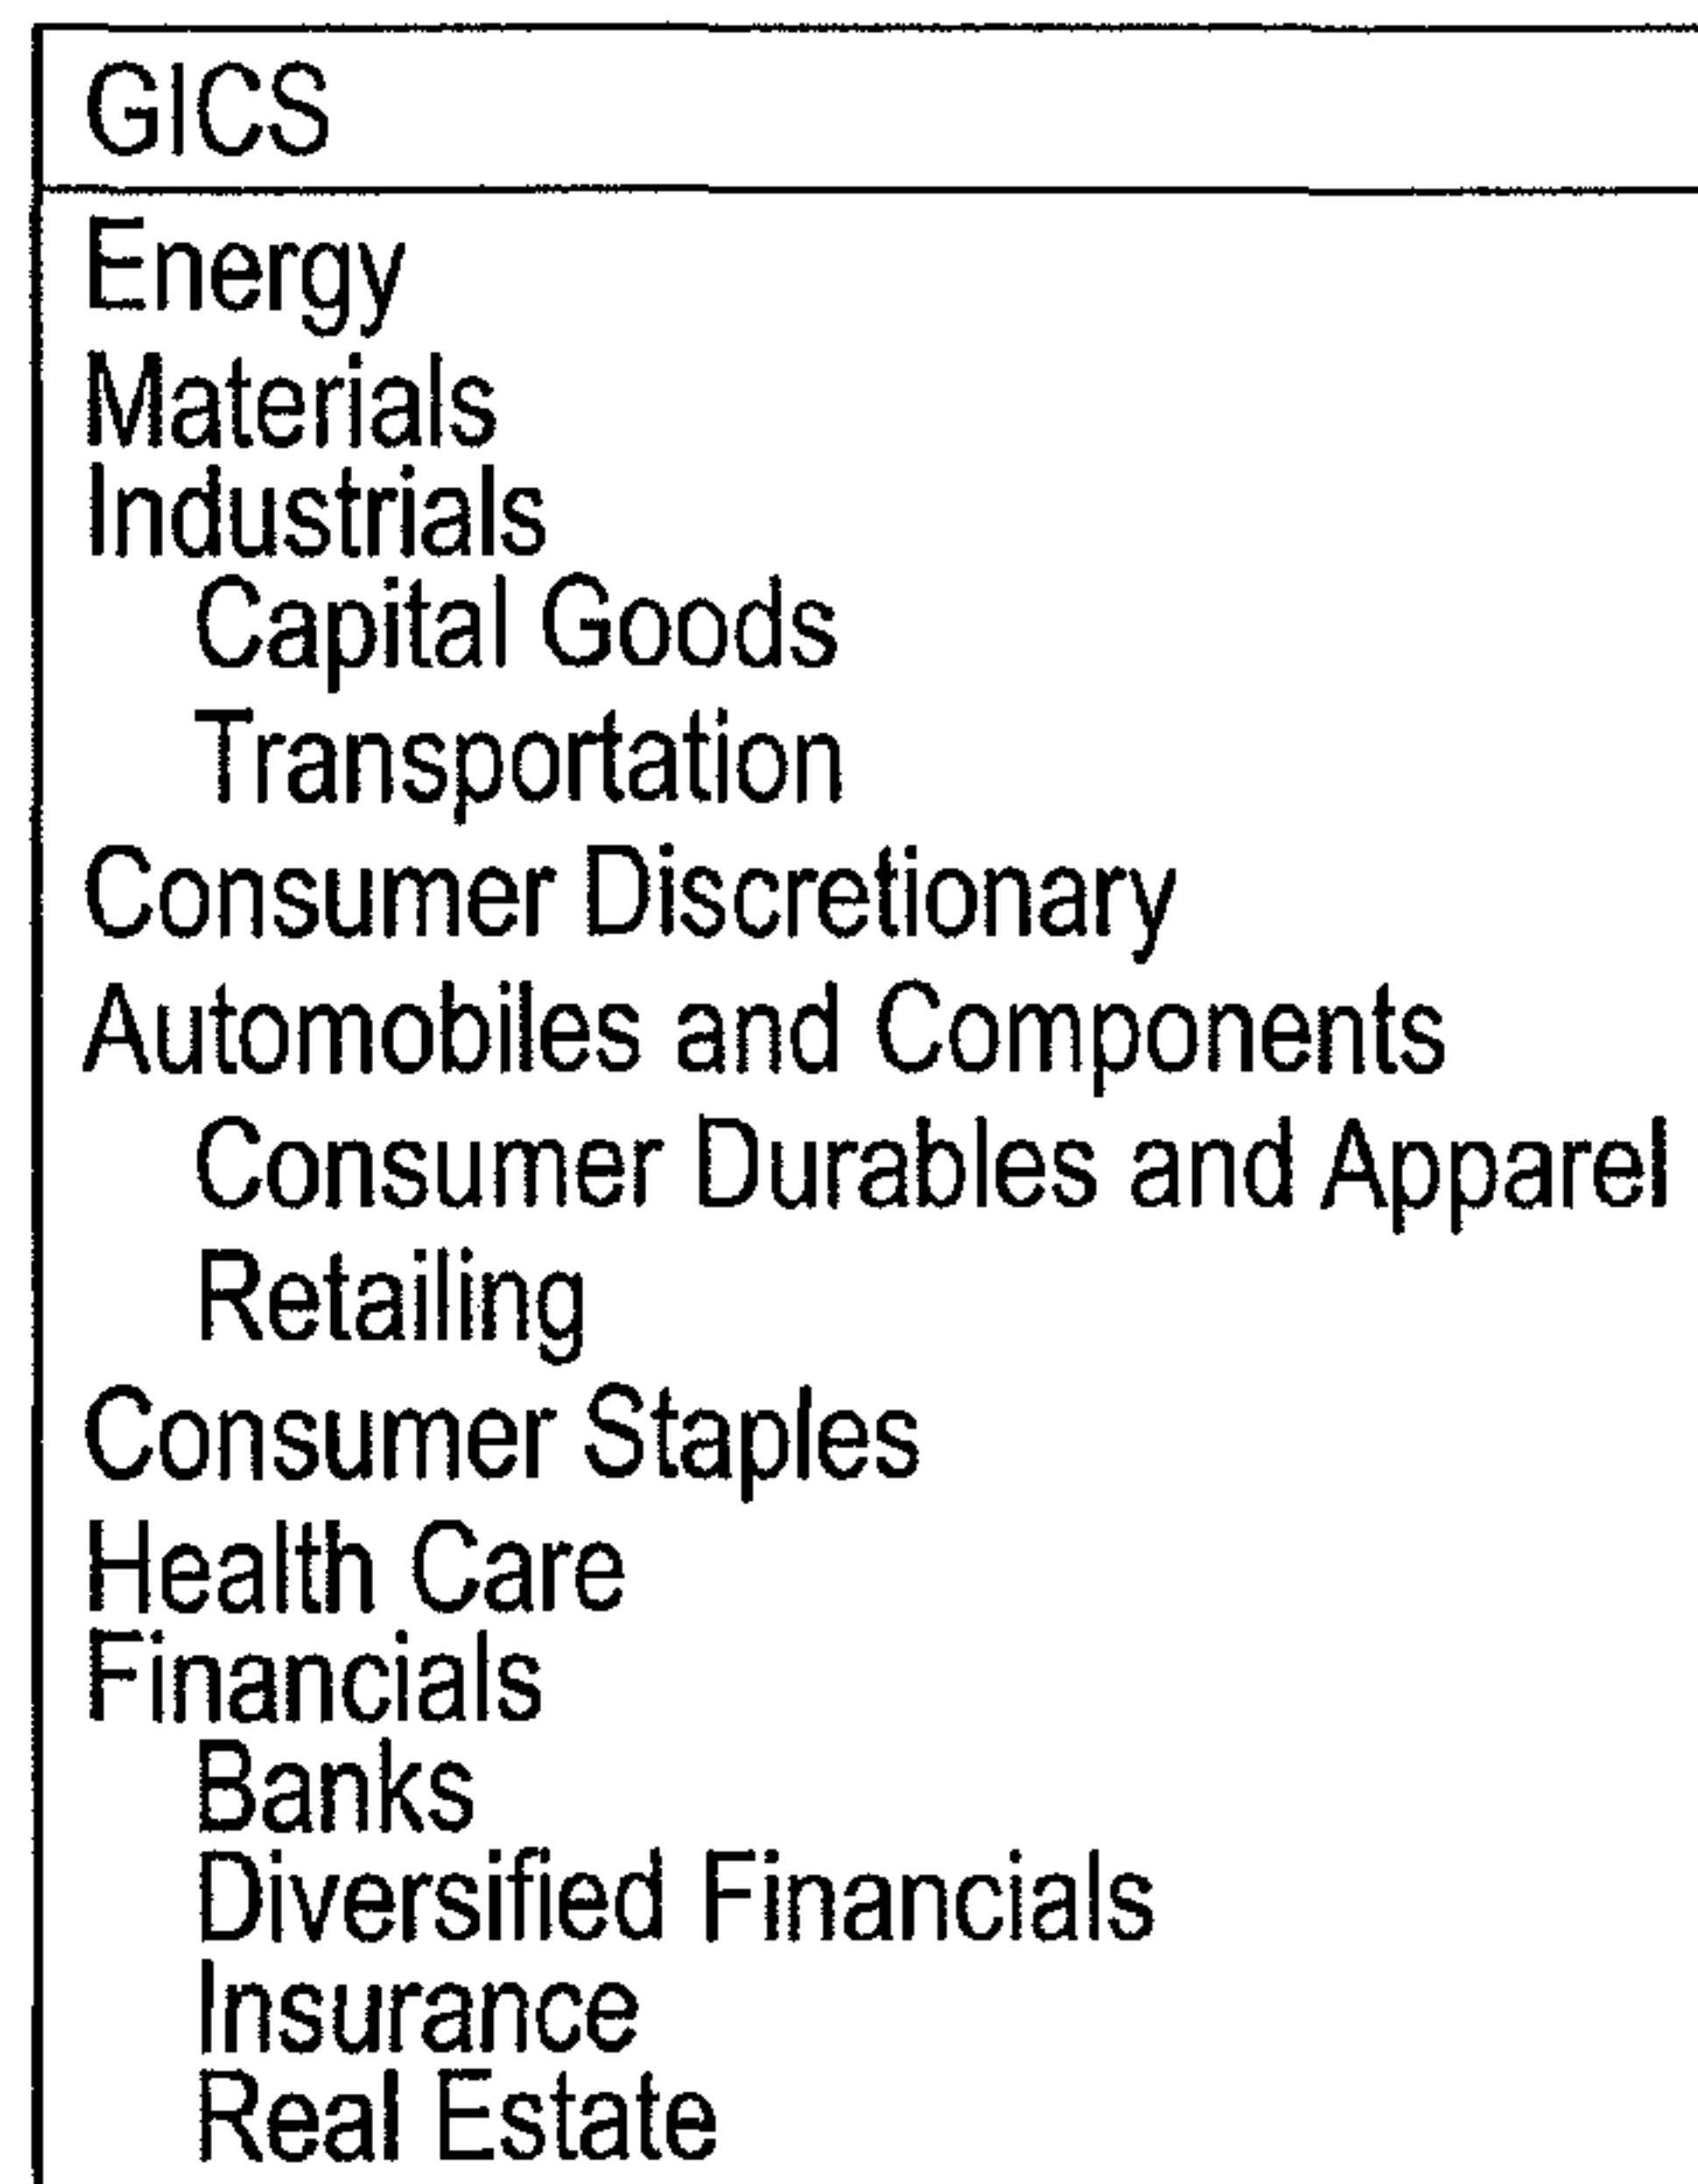 GICS
Energy
Materials
Industrials
Capital Goods
Transportation
Consumer Discretionary
Automobiles and Components
Consumer Durables and Apparel
Retailing
Consumer Staples
Health Care
Financials
Banks
Diversified Financials
Insurance
Real Estate